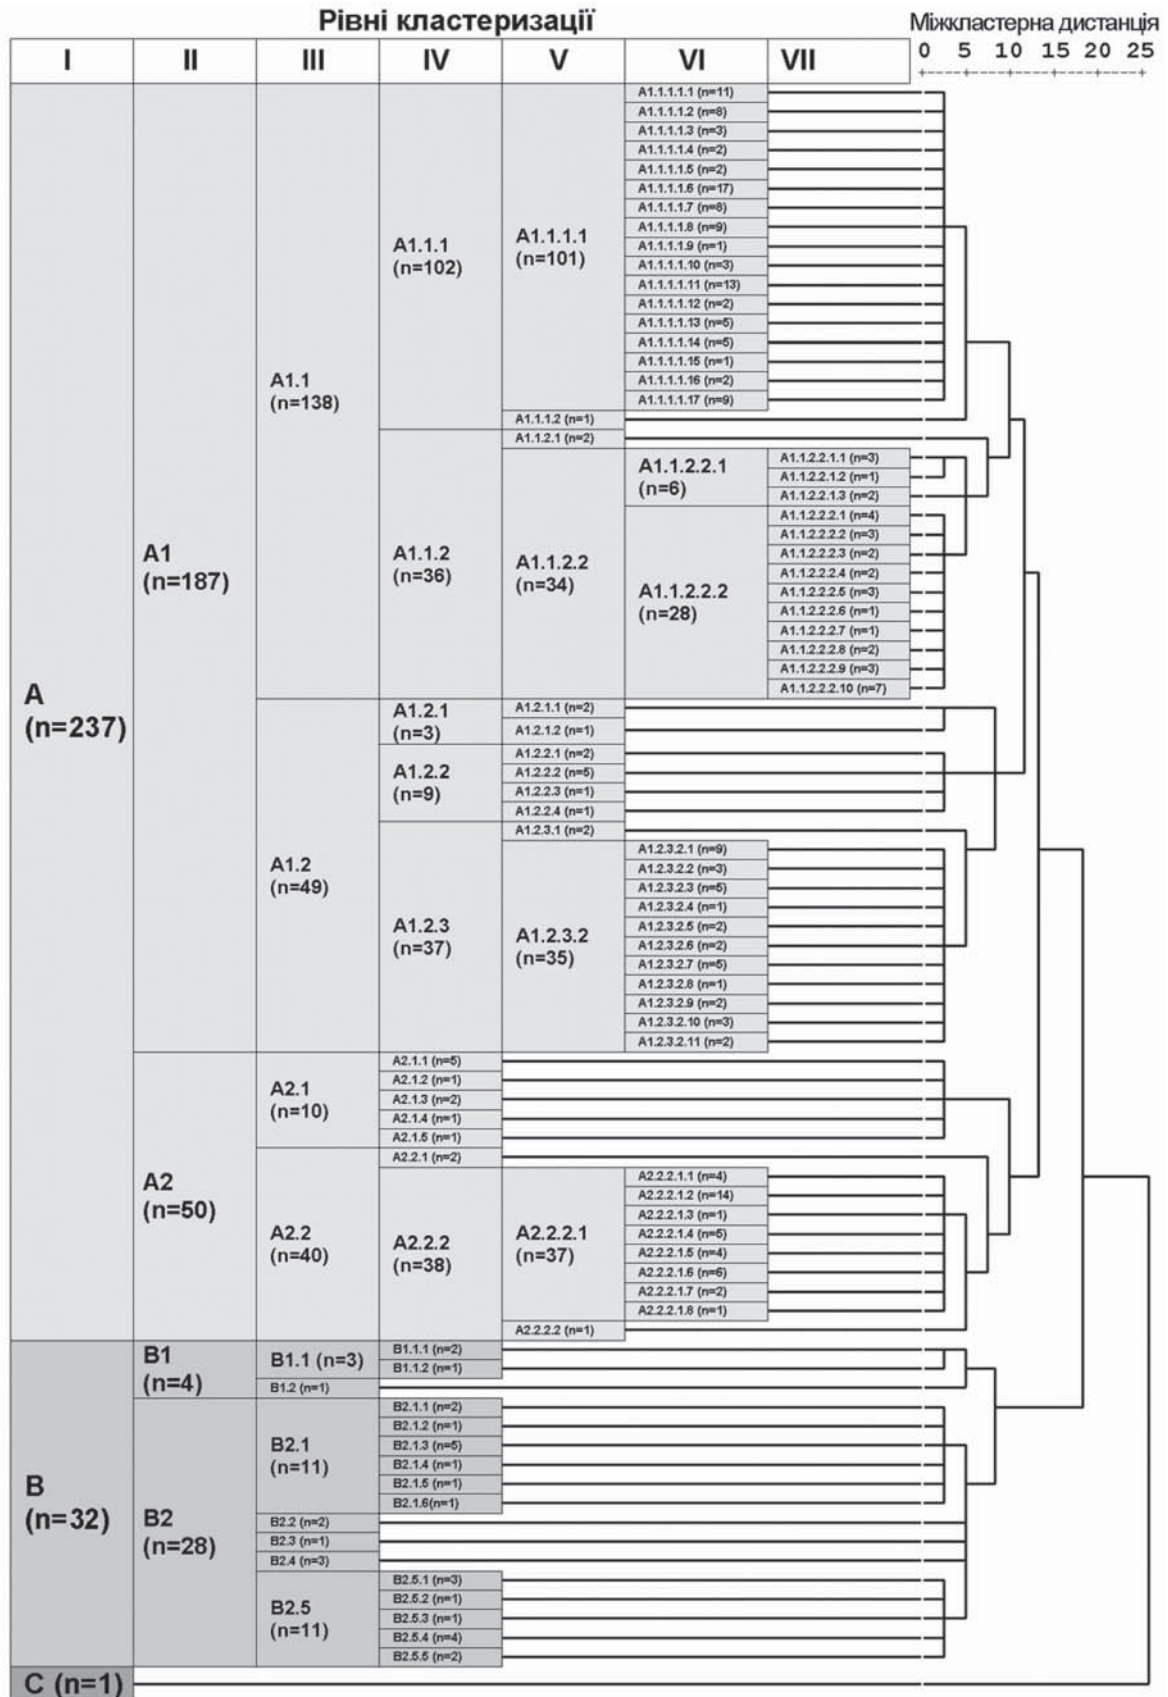 Рівні кластеризації
Міжкластерна дистанція
I II III IV V VI VII
0 5 10 15 20 25
A
(n=237)
A1
(n=187)
A1.1
(n=138)
A1.1.1
(n=102)
A1.1.1.1
(n=101)
A1.1.1.1.1 (n=11)
A1.1.1.1.2 (n=8)
A1.1.1.1.3 (n=3)
A1.1.1.1.4 (n=2)
A1.1.1.1.5 (n=2)
A1.1.1.1.6 (n=17)
A1.1.1.1.7 (n=8)
A1.1.1.1.8 (n=9)
A1.1.1.1.9 (n=1)
A1.1.1.1.10 (n=3)
A1.1.1.1.11 (n=13)
A1.1.1.1.12 (n=2)
A1.1.1.1.13 (n=5)
A1.1.1.1.14 (n=5)
A1.1.1.1.15 (n=1)
A1.1.1.1.16 (n=2)
A1.1.1.1.17 (n=9)
A1.1.1.2 (n=1)
A1.1.2
(n=36)
A1.1.2.1 (n=2)
A1.1.2.2
(n=34)
A1.1.2.2.1
(n=6)
A1.1.2.2.1.1 (n=3)
A1.1.2.2.1.2 (n=1)
A1.1.2.2.1.3 (n=2)
A1.1.2.2.2
(n=28)
A1.1.2.2.2.1 (n=4)
A1.1.2.2.2.2 (n=3)
A1.1.2.2.2.3 (n=2)
A1.1.2.2.2.4 (n=2)
A1.1.2.2.2.5 (n=3)
A1.1.2.2.2.6 (n=1)
A1.1.2.2.2.7 (n=1)
A1.1.2.2.2.8 (n=2)
A1.1.2.2.2.9 (n=3)
A1.1.2.2.2.10 (n=7)
A1.2
(n=49)
A1.2.1
(n=3)
A1.2.1.1 (n=2)
A1.2.1.2 (n=1)
A1.2.2
(n=9)
A1.2.2.1 (n=2)
A1.2.2.2 (n=5)
A1.2.2.3 (n=1)
A1.2.2.4 (n=1)
A1.2.3
(n=37)
A1.2.3.1 (n=2)
A1.2.3.2
(n=35)
A1.2.3.2.1 (n=9)
A1.2.3.2.2 (n=3)
A1.2.3.2.3 (n=5)
A1.2.3.2.4 (n=1)
A1.2.3.2.5 (n=2)
A1.2.3.2.6 (n=2)
A1.2.3.2.7 (n=5)
A1.2.3.2.8 (n=1)
A1.2.3.2.9 (n=2)
A1.2.3.2.10 (n=3)
A1.2.3.2.11 (n=2)
A2
(n=50)
A2.1
(n=10)
A2.1.1 (n=5)
A2.1.2 (n=1)
A2.1.3 (n=2)
A2.1.4 (n=1)
A2.1.5 (n=1)
A2.2
(n=40)
A2.2.1 (n=2)
A2.2.2
(n=38)
A2.2.2.1
(n=37)
A2.2.2.1.1 (n=4)
A2.2.2.1.2 (n=14)
A2.2.2.1.3 (n=1)
A2.2.2.1.4 (n=5)
A2.2.2.1.5 (n=4)
A2.2.2.1.6 (n=6)
A2.2.2.1.7 (n=2)
A2.2.2.1.8 (n=1)
A2.2.2.2 (n=1)
B
(n=32)
B1
(n=4)
B1.1 (n=3)
B1.1.1 (n=2)
B1.1.2 (n=1)
B1.2 (n=1)
B2
(n=28)
B2.1
(n=11)
B2.1.1 (n=2)
B2.1.2 (n=1)
B2.1.3 (n=5)
B2.1.4 (n=1)
B2.1.5 (n=1)
B2.1.6(n=1)
B2.2 (n=2)
B2.3 (n=1)
B2.4 (n=3)
B2.5
(n=11)
B2.5.1 (n=3)
B2.5.2 (n=1)
B2.5.3 (n=1)
B2.5.4 (n=4)
B2.5.5 (n=2)
C (n=1)